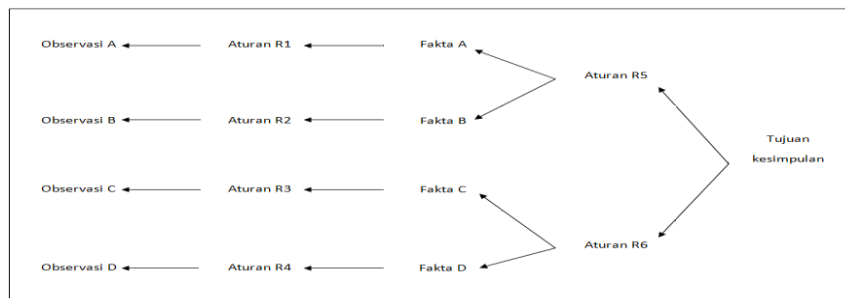 Observasi A
Aturan R1
Fakta A
Aturan R5
Observasi B
Aturan R2
Fakta B
Tujuan
kesimpulan
Observasi C
Aturan R3
Fakta C
Aturan R6
Observasi D
Aturan R4
Fakta D